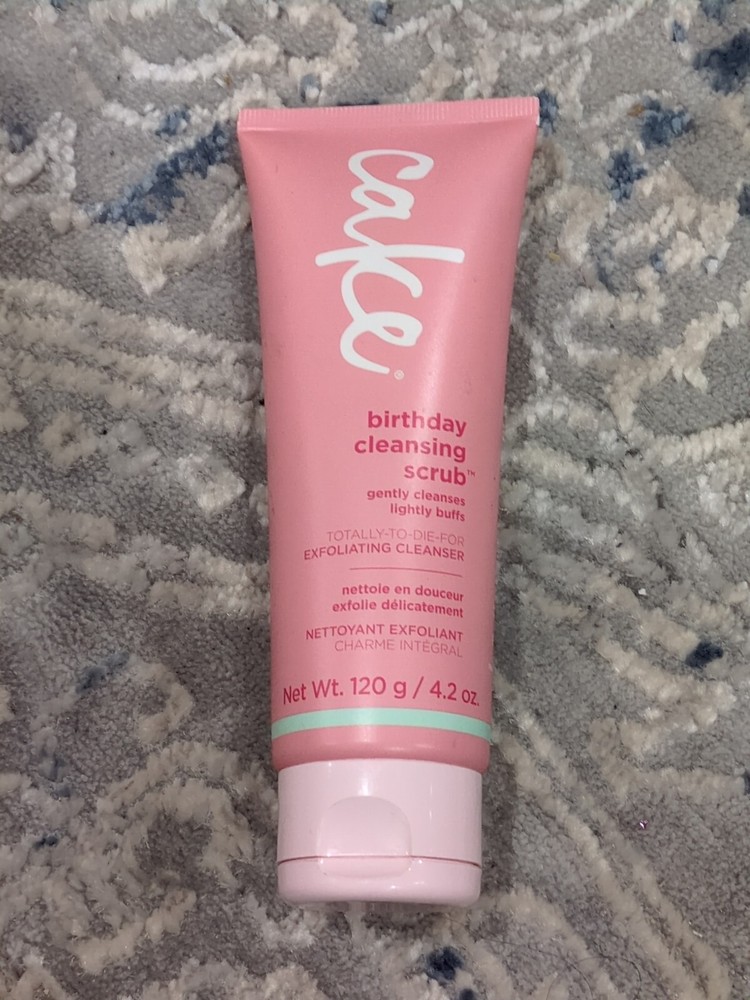 cake®
birthday
cleansing
scrub™
gently cleanses
lightly buffs
TOTALLY-TO-DIE-FOR
EXFOLIATING CLEANSER
nettoie en douceur
exfolie délicatement
NETTOYANT EXFOLIANT
CHARME INTÉGRAL
Net Wt. 120 g / 4.2 oz.